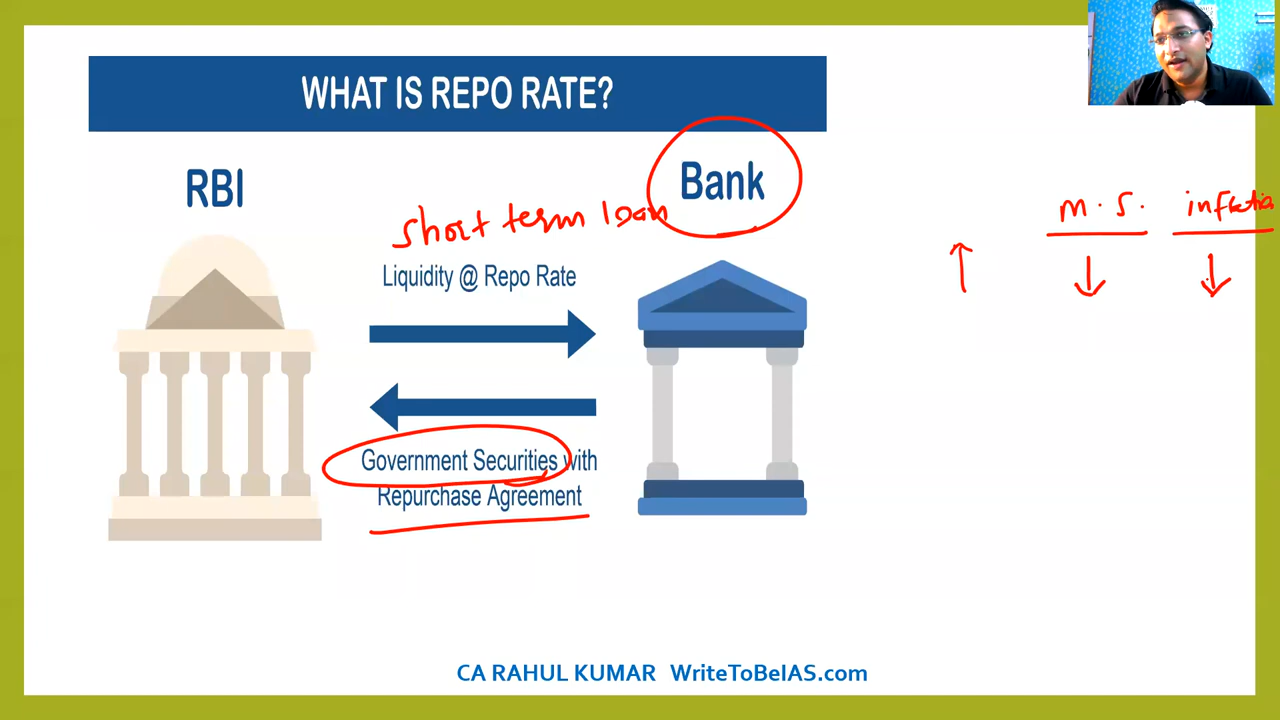 WHAT IS REPO RATE?
RBI
Bank
short term loan
Liquidity @ Repo Rate
Government Securities with
Repurchase Agreement
m. s. inflation
CA RAHUL KUMAR WriteToBeIAS.com